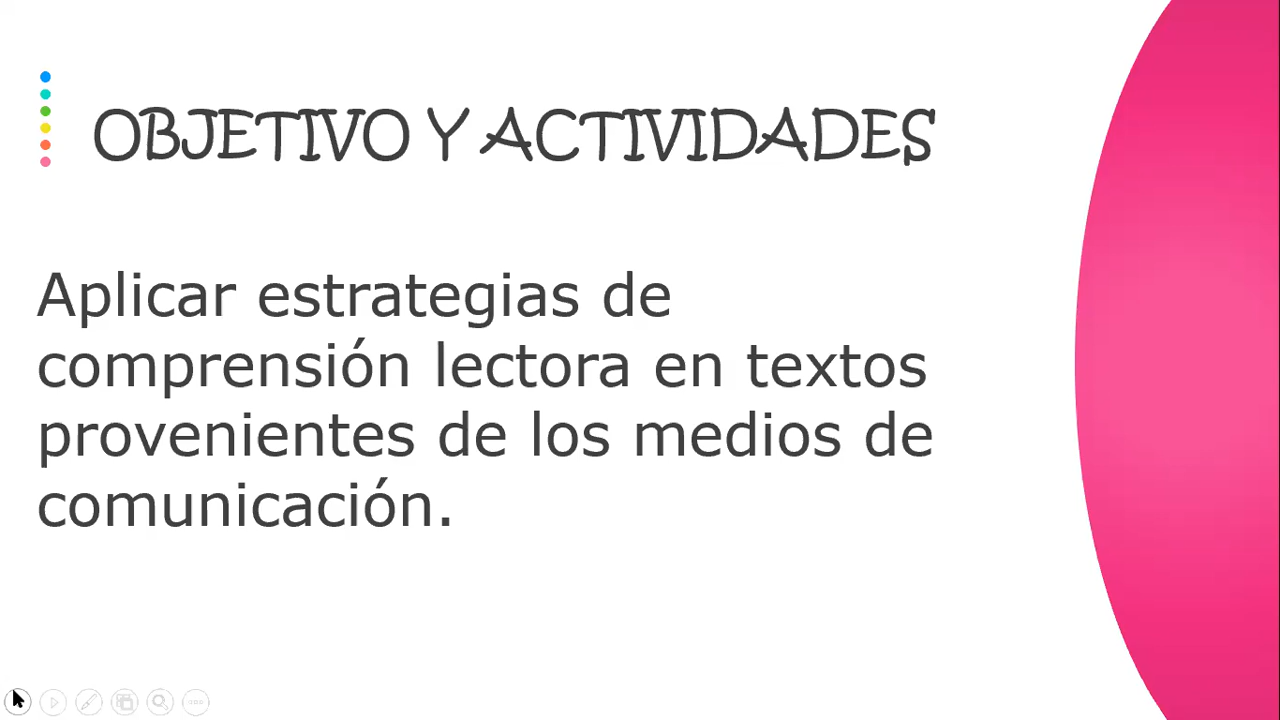 OBJETIVO Y ACTIVIDADES
Aplicar estrategias de
comprensión lectora en textos
provenientes de los medios de
comunicación.